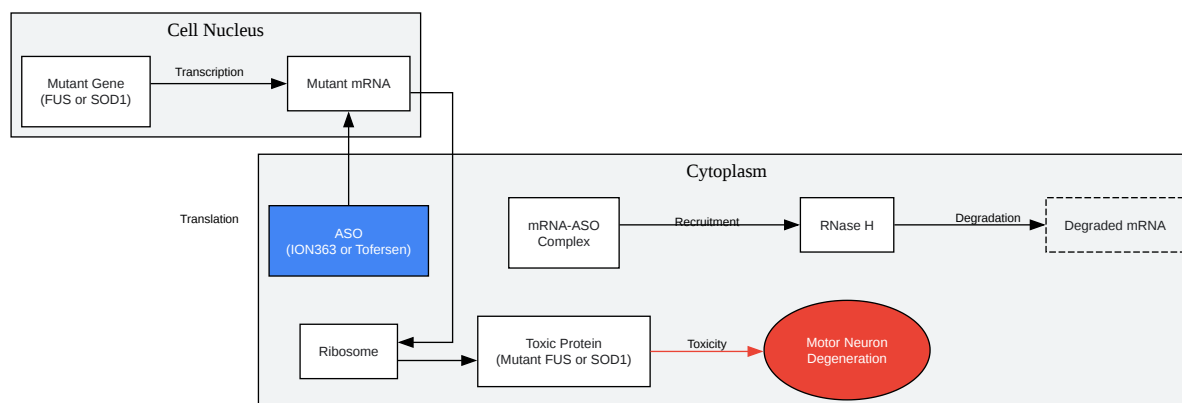 Cell Nucleus
Mutant Gene
(FUS or SOD1)
Transcription
Mutant mRNA
Cytoplasm
Translation
ASO
(ION363 or Tofersen)
mRNA-ASO
Complex
Recruitment
RNase H
Degradation
Degraded mRNA
Ribosome
Toxic Protein
(Mutant FUS or SOD1)
Toxicity
Motor Neuron
Degeneration